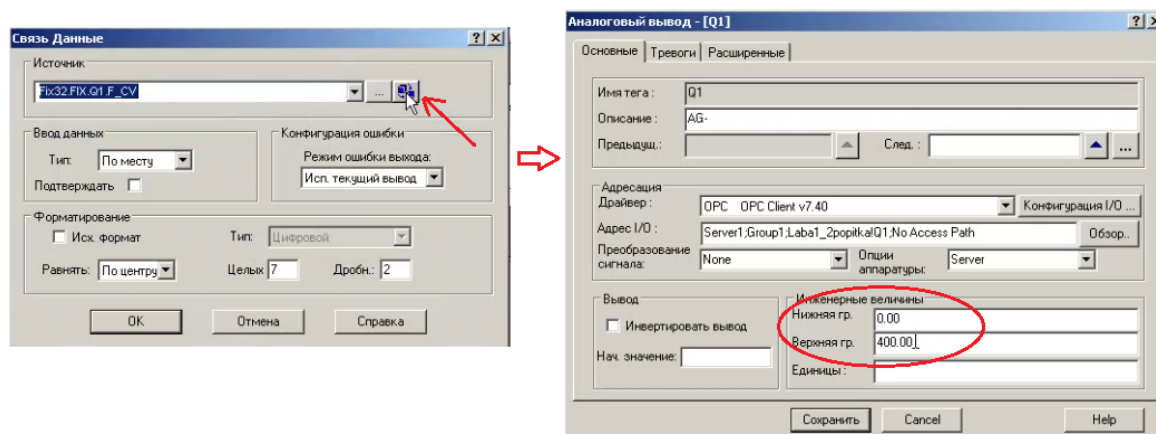 Связь Данные
Источник
Fix32.FIX.Q1.F_CV
...
Ввод данных
Тип: По месту
Подтверждать
Конфигурация ошибки
Режим ошибки выхода:
Исп. текущий вывод
Форматирование
Исх. формат Тип: Цифровой
Равнять: По центру Целых 7 Дробн.: 2
OK Отмена Справка
Аналоговый вывод - [Q1]
Основные Тревоги Расширенные
Имя тега : Q1
Описание : AG-
Предыдущ.: След. : ...
Адресация
Драйвер : OPC OPC Client v7.40 Конфигурация I/O ...
Адрес I/O : Server1;Group1;Laba1_2popitka!Q1;No Access Path Обзор..
Преобразование сигнала: None Опции аппаратуры: Server
Вывод
Инвертировать вывод
Нач. значение:
Инженерные величины
Нижняя гр. 0.00
Верхняя гр. 400.00
Единицы :
Сохранить Cancel Help